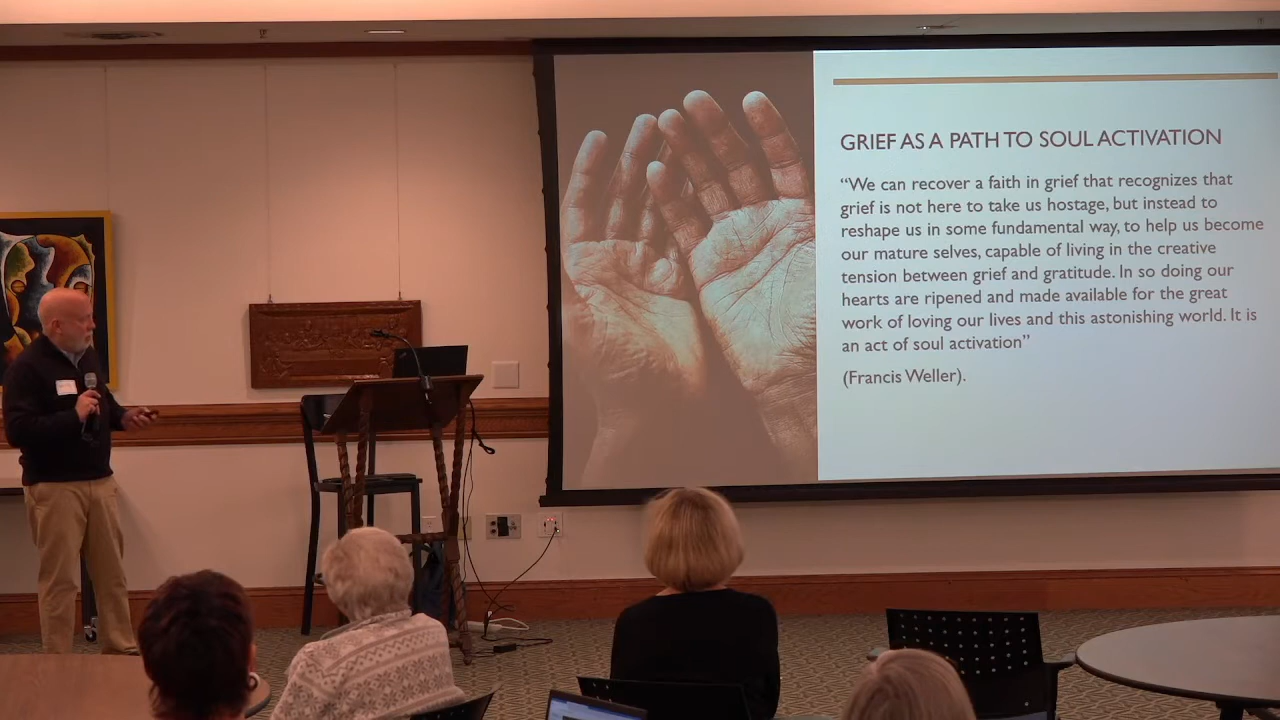 GRIEF AS A PATH TO SOUL ACTIVATION
“We can recover a faith in grief that recognizes that
grief is not here to take us hostage, but instead to
reshape us in some fundamental way, to help us become
our mature selves, capable of living in the creative
tension between grief and gratitude. In so doing our
hearts are ripened and made available for the great
work of loving our lives and this astonishing world. It is
an act of soul activation”
(Francis Weller).